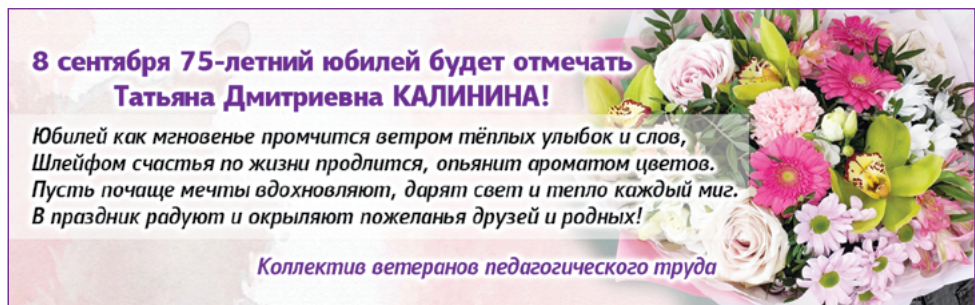 8 сентября 75-летний юбилей будет отмечать
Татьяна Дмитриевна КАЛИНИНА!
Юбилей как мгновенье промчится ветром тёплых улыбок и слов,
Шлейфом счастья по жизни продлится, опьянит ароматом цветов.
Пусть почаще мечты вдохновляют, дарят свет и тепло каждый миг.
В праздник радуют и окрыляют пожеланья друзей и родных!
Коллектив ветеранов педагогического труда